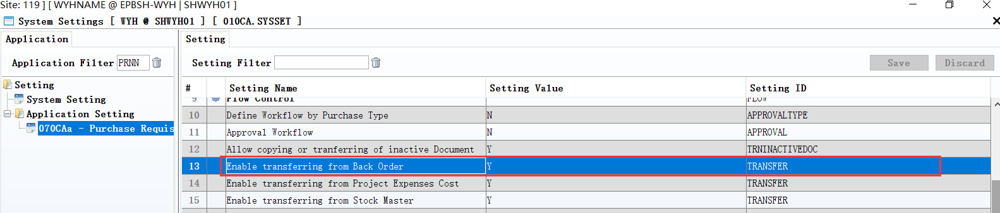 Site: 119 ] [ WYHNAME @ EPBSH-WYH | SHWYH01 ]
System Settings [ WYH @ SHWYH01 ] [ 010CA.SYSSET ]
Application
Setting
Application Filter PRNN
Setting Filter
Save
Discard
Setting
System Setting
Application Setting
070CAa - Purchase Requis
# Setting Name Setting Value Setting ID
9 Flow Control FLOW
10 Define Workflow by Purchase Type N APPROVALTYPE
11 Approval Workflow N APPROVAL
12 Allow copying or tranferring of inactive Document Y TRNINACTIVEDOC
13 Enable transferring from Back Order Y TRANSFER
14 Enable transferring from Project Expenses Cost Y TRANSFER
15 Enable transferring from Stock Master Y TRANSFER